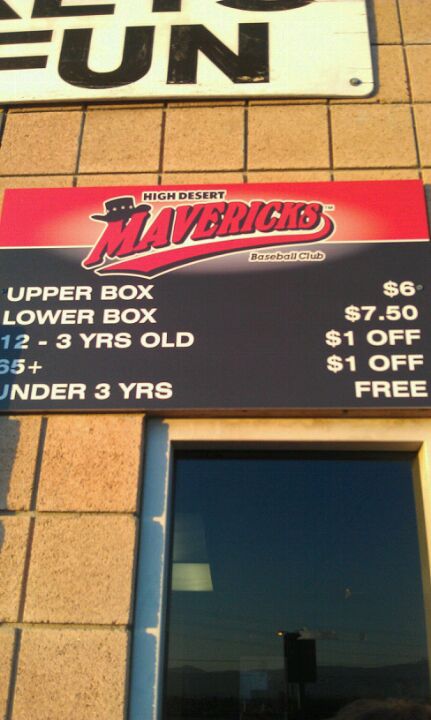 FUN
HIGH DESERT
MAVERICKS™
Baseball Club
UPPER BOX $6
LOWER BOX $7.50
12 - 3 YRS OLD $1 OFF
65+ $1 OFF
UNDER 3 YRS FREE